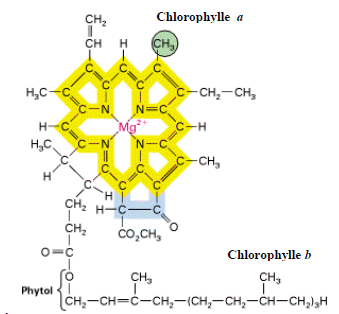 CH₂ Chlorophylle a
CH H CH₃
H₃C CH₂—CH₃
N N=C
H C Mg²⁺ C—H
H₃C N N
C C CH₃
H C
H
CH₂ H—C—C
O
CH₂ CO₂CH₃
O=C Chlorophylle b
O CH₃ CH₃
Phytol CH₂—CH=C—CH₂—(CH₂—CH₂—CH—CH₂)₃H